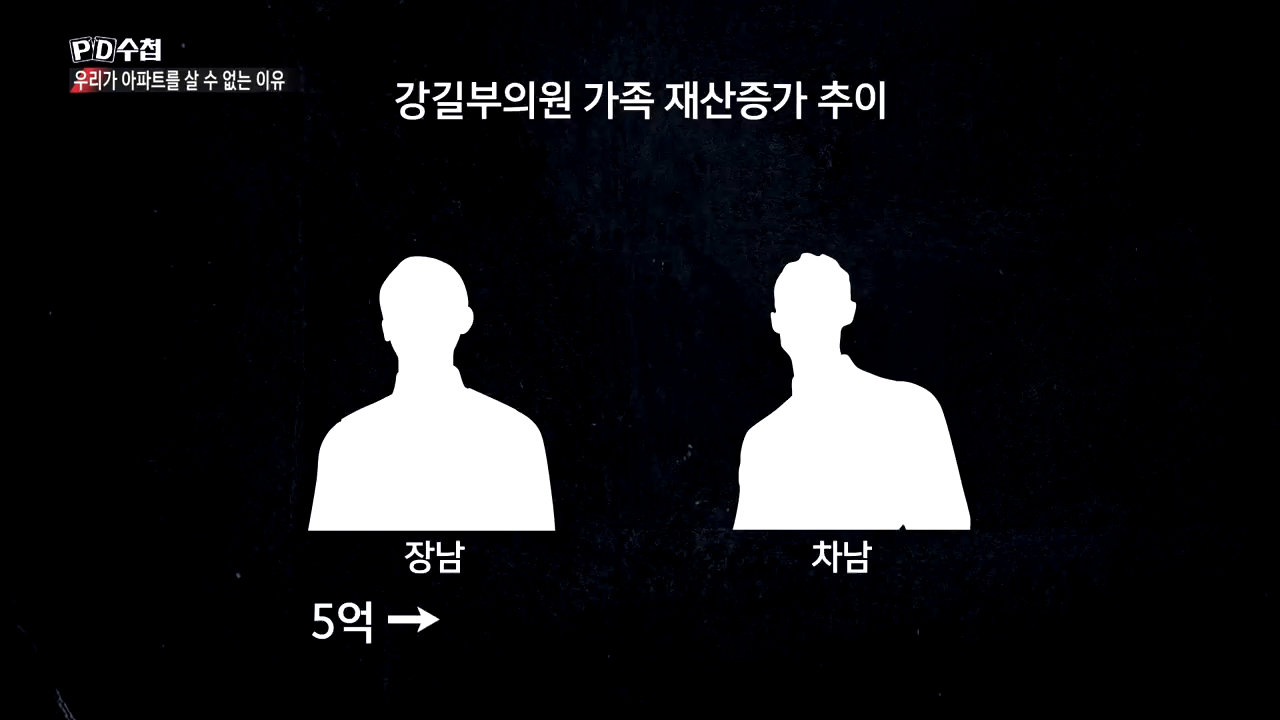 PD수첩
우리가 아파트를 살 수 없는 이유
강길부의원 가족 재산증가 추이
장남
차남
5억 →